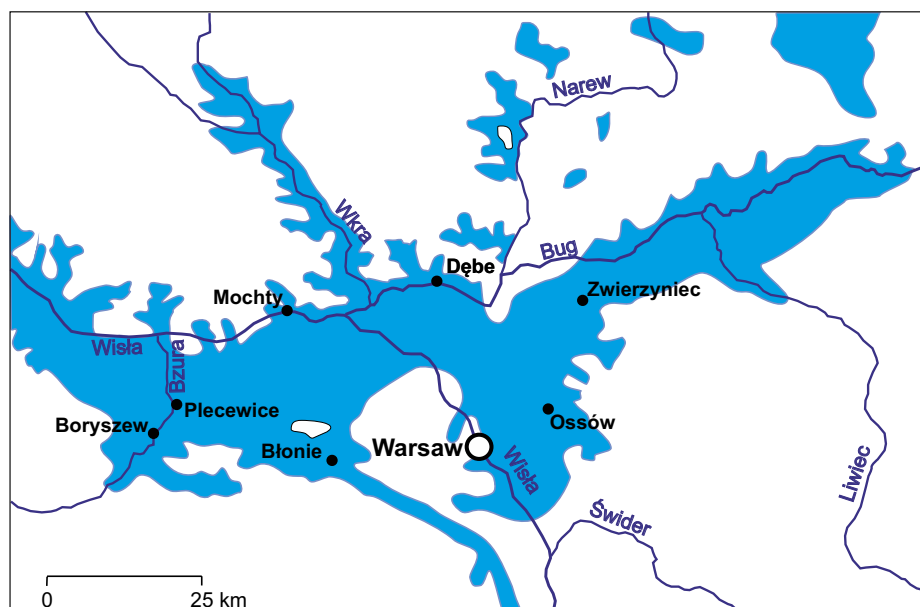 Narew
Wkra
Bug
Dębe
Zwierzyniec
Mochty
Wisła
Bzura
Plecewice
Boryszew
Błonie
Warsaw
Ossów
Wisła
Liwiec
Świder
0 25 km